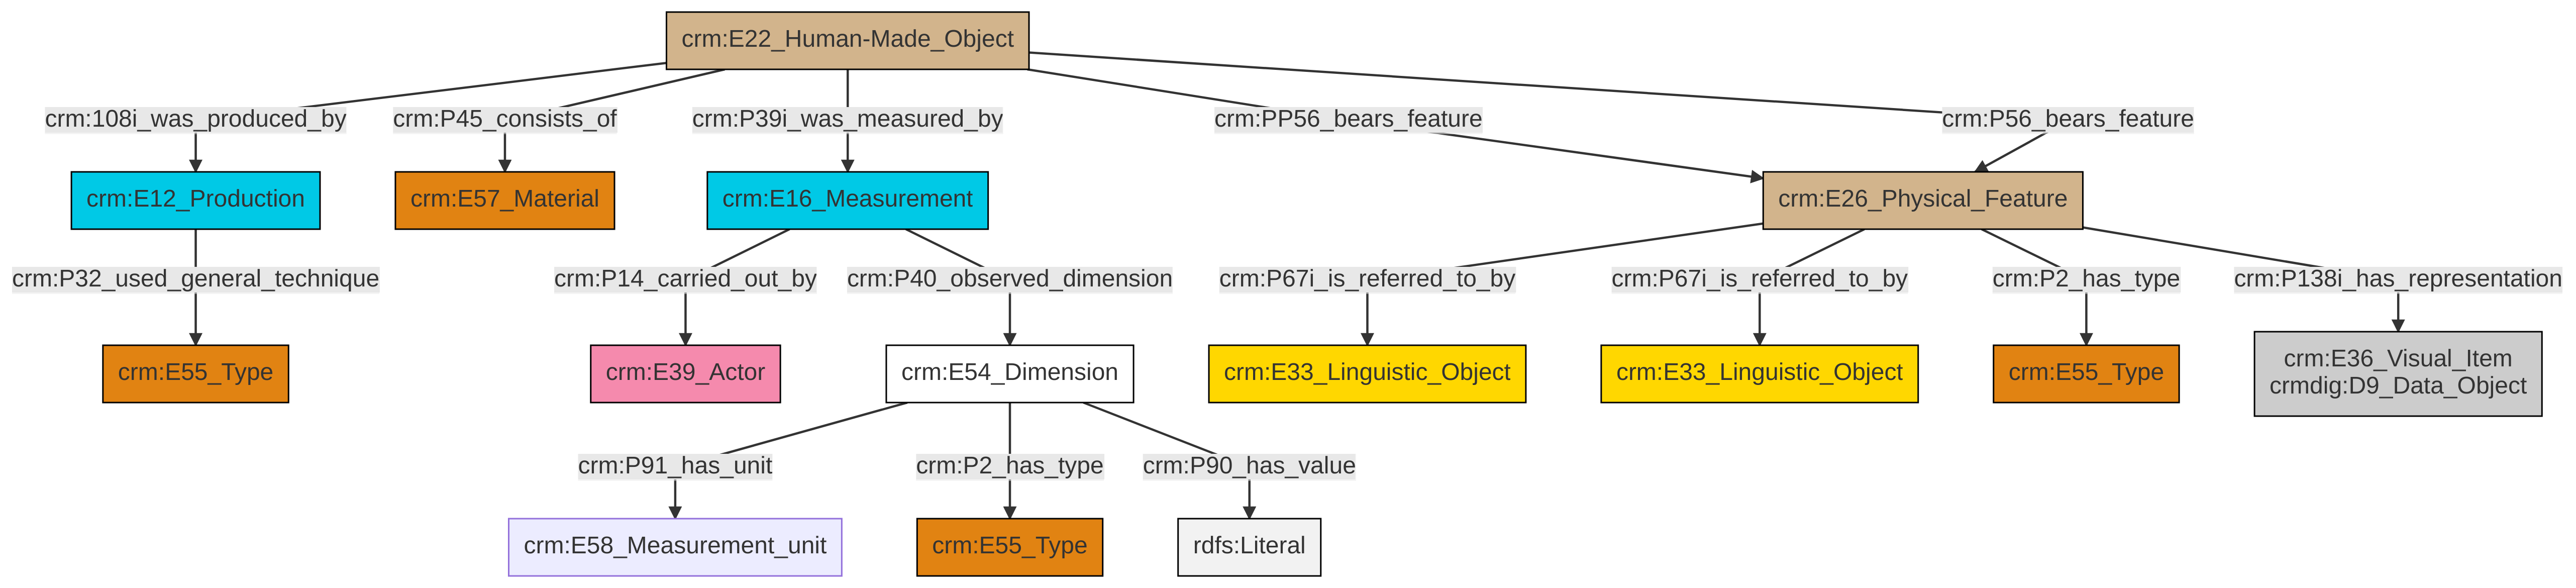 crm:E22_Human-Made_Object
crm:108i_was_produced_by
crm:P45_consists_of
crm:P39i_was_measured_by
crm:PP56_bears_feature
crm:P56_bears_feature
crm:E12_Production
crm:E57_Material
crm:E16_Measurement
crm:E26_Physical_Feature
crm:P32_used_general_technique
crm:P14_carried_out_by
crm:P40_observed_dimension
crm:P67i_is_referred_to_by
crm:P67i_is_referred_to_by
crm:P2_has_type
crm:P138i_has_representation
crm:E55_Type
crm:E39_Actor
crm:E54_Dimension
crm:E33_Linguistic_Object
crm:E33_Linguistic_Object
crm:E55_Type
crm:E36_Visual_Item
crmdig:D9_Data_Object
crm:P91_has_unit
crm:P2_has_type
crm:P90_has_value
crm:E58_Measurement_unit
crm:E55_Type
rdfs:Literal